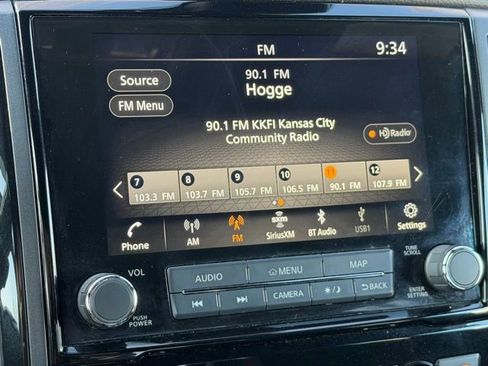 FM
9:34
Source
90.1 FM
Hogge
FM Menu
90.1 FM KKFI Kansas City
Community Radio
HD Radio
7 8 9 10 11 12
103.3 FM 103.7 FM 105.7 FM 106.5 FM 90.1 FM 107.9 FM
Phone
AM
FM
sxm
SiriusXM
BT Audio
USB1
Settings
VOL
AUDIO
MENU
MAP
TUNE
SCROLL
CAMERA
BACK
PUSH
POWER
ENTER
SETTING